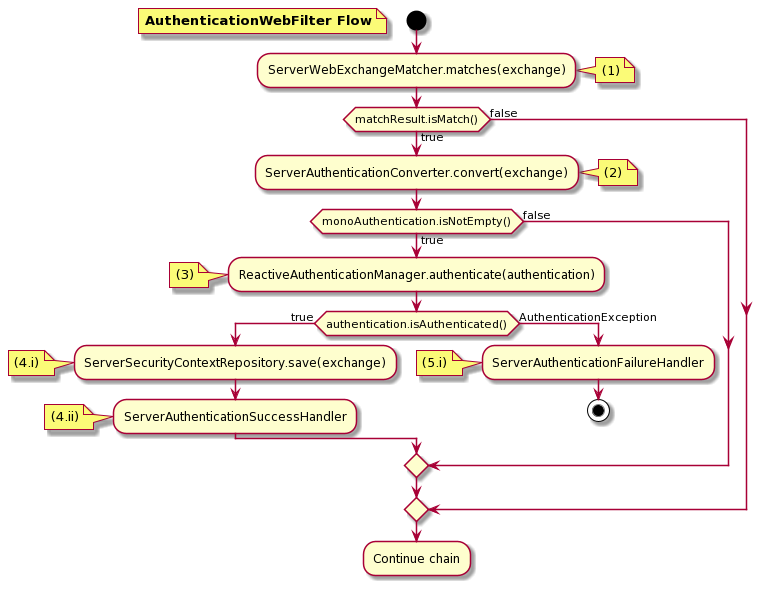 AuthenticationWebFilter Flow
ServerWebExchangeMatcher.matches(exchange)
(1)
matchResult.isMatch()
false
true
ServerAuthenticationConverter.convert(exchange)
(2)
monoAuthentication.isNotEmpty()
false
true
(3)
ReactiveAuthenticationManager.authenticate(authentication)
true
authentication.isAuthenticated()
AuthenticationException
(4.i)
ServerSecurityContextRepository.save(exchange)
(5.i)
ServerAuthenticationFailureHandler
(4.ii)
ServerAuthenticationSuccessHandler
Continue chain